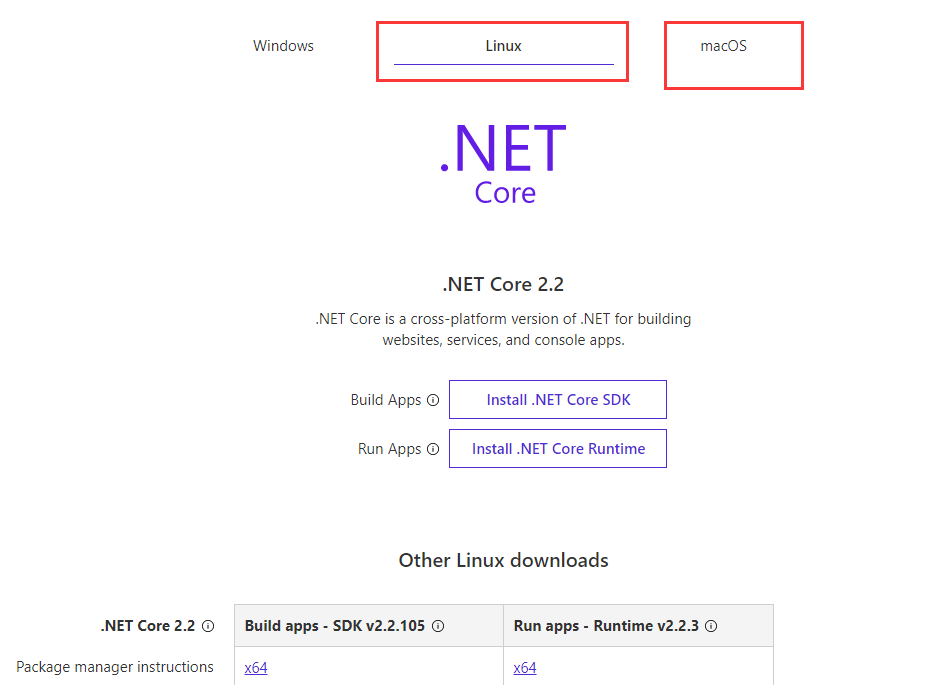 Windows Linux macOS
.NET
Core
.NET Core 2.2
.NET Core is a cross-platform version of .NET for building
websites, services, and console apps.
Build Apps Install .NET Core SDK
Run Apps Install .NET Core Runtime
Other Linux downloads
.NET Core 2.2 Build apps - SDK v2.2.105 Run apps - Runtime v2.2.3
Package manager instructions x64 x64